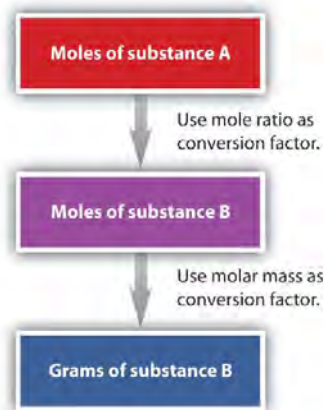 Moles of substance A
Use mole ratio as
conversion factor.
Moles of substance B
Use molar mass as
conversion factor.
Grams of substance B